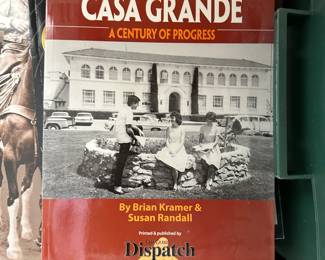 CASA GRANDE
A CENTURY OF PROGRESS
By Brian Kramer &
Susan Randall
Printed & published by
Dispatch